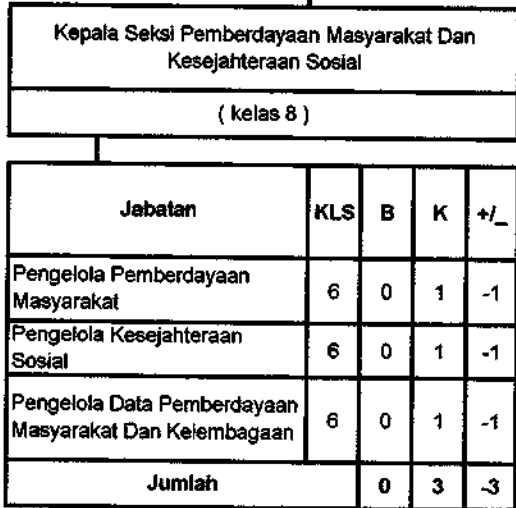 Kepala Seksi Pemberdayaan Masyarakat Dan
Kesejahteraan Sosial
( kelas 8 )
Jabatan KLS B K +/_
Pengelola Pemberdayaan
Masyarakat 6 0 1 -1
Pengelola Kesejahteraan
Sosial 6 0 1 -1
Pengelola Data Pemberdayaan
Masyarakat Dan Kelembagaan 6 0 1 -1
Jumlah 0 3 -3